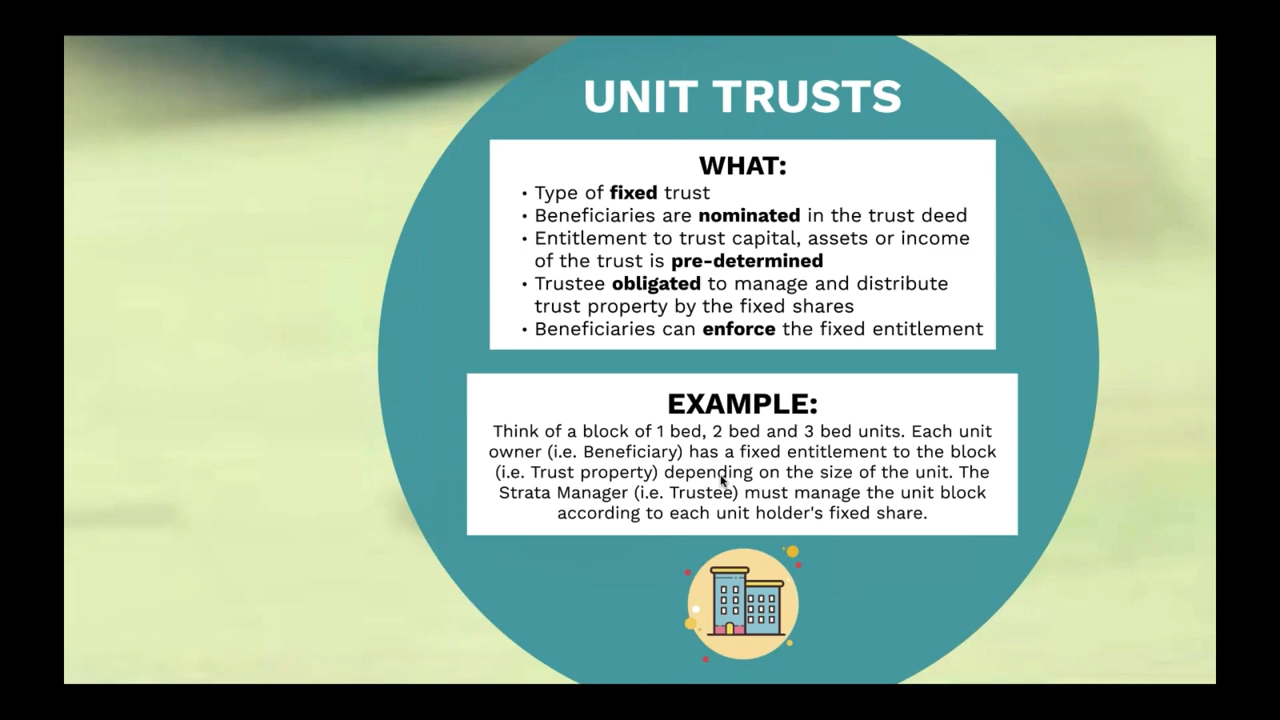 UNIT TRUSTS
WHAT:
• Type of fixed trust
• Beneficiaries are nominated in the trust deed
• Entitlement to trust capital, assets or income
of the trust is pre-determined
• Trustee obligated to manage and distribute
trust property by the fixed shares
• Beneficiaries can enforce the fixed entitlement
EXAMPLE:
Think of a block of 1 bed, 2 bed and 3 bed units. Each unit
owner (i.e. Beneficiary) has a fixed entitlement to the block
(i.e. Trust property) depending on the size of the unit. The
Strata Manager (i.e. Trustee) must manage the unit block
according to each unit holder's fixed share.